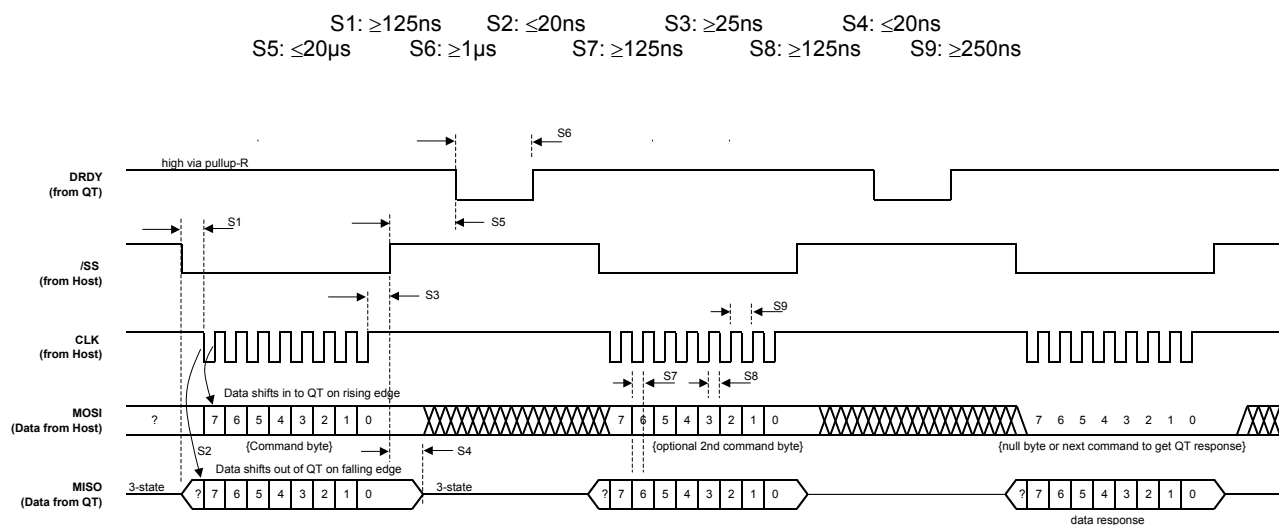 S1: ≥125ns S2: ≤20ns S3: ≥25ns S4: ≤20ns
S5: ≤20µs S6: ≥1µs S7: ≥125ns S8: ≥125ns S9: ≥250ns
S6
high via pullup-R
DRDY
(from QT)
S1
S5
/SS
(from Host)
S3
S9
CLK
(from Host)
S7
S8
Data shifts in to QT on rising edge
MOSI
(Data from Host)
? 7 6 5 4 3 2 1 0 7 6 5 4 3 2 1 0 7 6 5 4 3 2 1 0
{Command byte} {optional 2nd command byte} {null byte or next command to get QT response}
S2
S4
Data shifts out of QT on falling edge
MISO
(Data from QT)
3-state ? 7 6 5 4 3 2 1 0 3-state ? 7 6 5 4 3 2 1 0 ? 7 6 5 4 3 2 1 0
data response